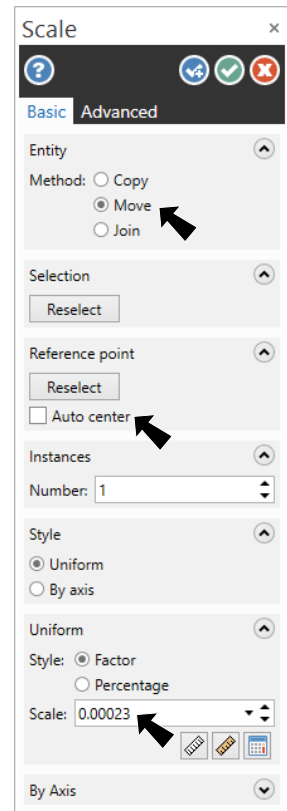 Scale
Basic Advanced
Entity
Method: Copy
Move
Join
Selection
Reselect
Reference point
Reselect
Auto center
Instances
Number: 1
Style
Uniform
By axis
Uniform
Style: Factor
Percentage
Scale: 0.00023
By Axis